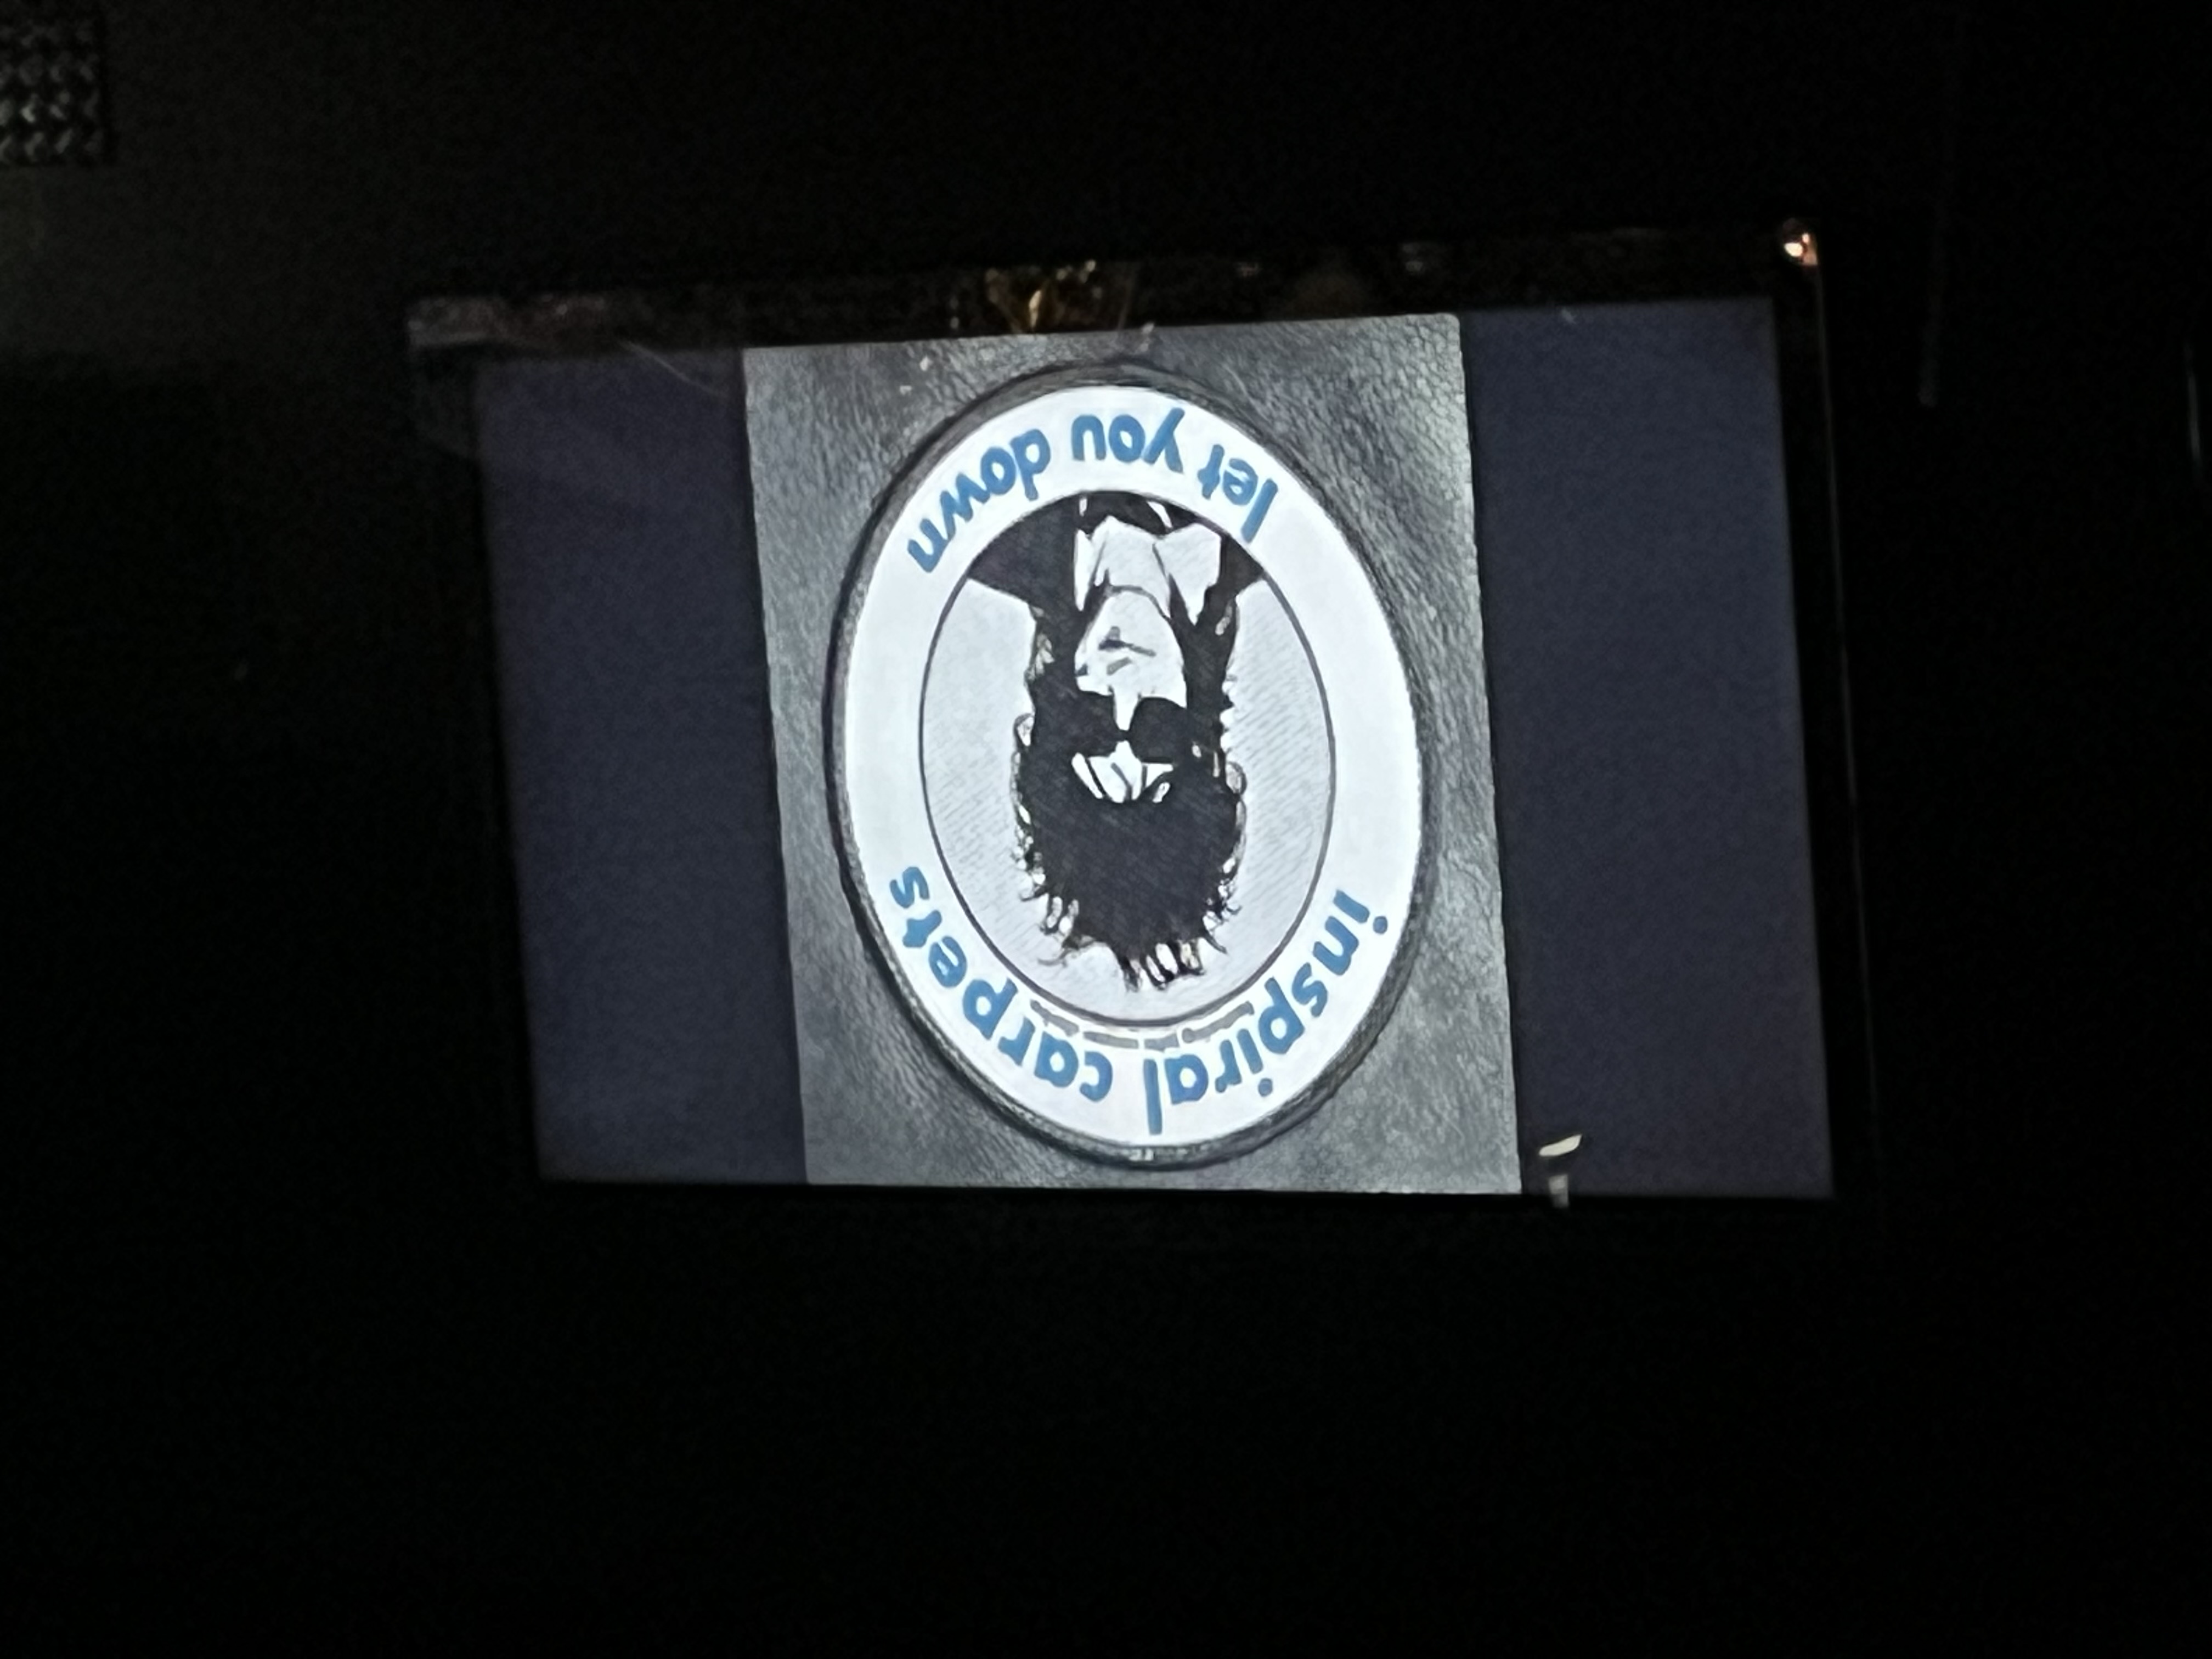 inspiral carpets
let you down